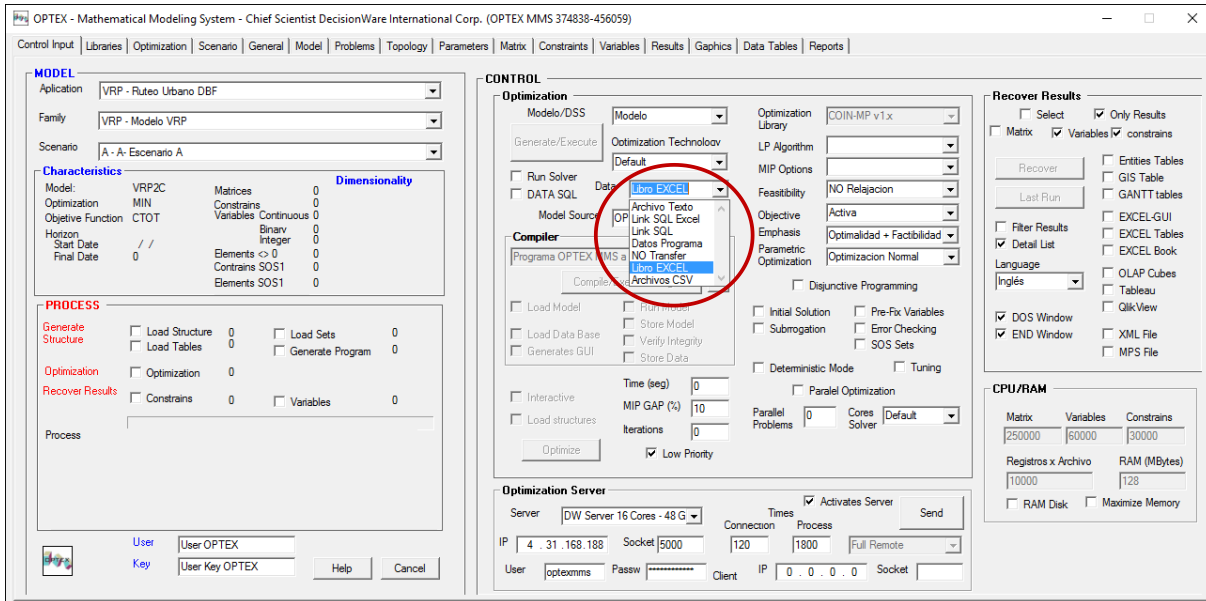 OPTEX - Mathematical Modeling System - Chief Scientist DecisionWare International Corp. (OPTEX MMS 374838-456059)
Control Input Libraries Optimization Scenario General Model Problems Topology Parameters Matrix Constraints Variables Results Gaphics Data Tables Reports
MODEL
Aplication VRP - Ruteo Urbano DBF
Family VRP - Modelo VRP
Scenario A - A- Escenario A
Characteristics
Dimensionality
Model: VRP2C Matrices 0
Optimization MIN Constrains 0
Objetive Function CTOT Variables Continuous 0
Horizon Binary 0
Start Date / / Integer 0
Final Date 0 Elements <> 0 0
Contrains SOS1 0
Elements SOS1 0
PROCESS
Generate Structure
Load Structure 0 Load Sets 0
Load Tables 0 Generate Program 0
Optimization Optimization 0
Recover Results Constrains 0 Variables 0
Process
User User OPTEX
Key User Key OPTEX Help Cancel
CONTROL
Optimization
Modelo/DSS Modelo
Generate/Execute Optimization Technology
Default
Run Solver
DATA SQL Data Libro EXCEL
Model Source OP
Archivo Texto
Link SQL Excel
Link SQL
Datos Programa
NO Transfer
Libro EXCEL
Archivos CSV
Compiler
Programa OPTEX MMS a
Compile/Exe
Load Model Run Model
Store Model
Load Data Base Verify Integrity
Generates GUI Store Data
Interactive
Load structures
Optimize
Time (seg) 0
MIP GAP (%) 10
Iterations 0
Low Priority
Optimization Library COIN-MP v1.x
LP Algorithm
MIP Options
Feasitibility NO Relajacion
Objective Activa
Emphasis Optimalidad + Factibilidad
Parametric Optimization Optimizacion Normal
Disjunctive Programming
Initial Solution Pre-Fix Variables
Subrrogation Error Checking
SOS Sets
Deterministic Mode Tuning
Paralel Optimization
Parallel Problems 0 Cores Solver Default
Optimization Server
Activates Server
Server DW Server 16 Cores - 48 G Times Send
Connection Process
IP 4 . 31 .168.188 Socket 5000 120 1800 Full Remote
User optexmms Passw ************ Client IP 0 . 0 . 0 . 0 Socket
Recover Results
Select Only Results
Matrix Variables constrains
Recover
Last Run
Entities Tables
GIS Table
GANTT tables
EXCEL-GUI
Filter Results EXCEL Tables
Detail List EXCEL Book
Language
Inglés
OLAP Cubes
Tableau
QlikView
DOS Window
END Window XML File
MPS File
CPU/RAM
Matrix Variables Constrains
250000 60000 30000
Registros x Archivo RAM (MBytes)
10000 128
RAM Disk Maximize Memory